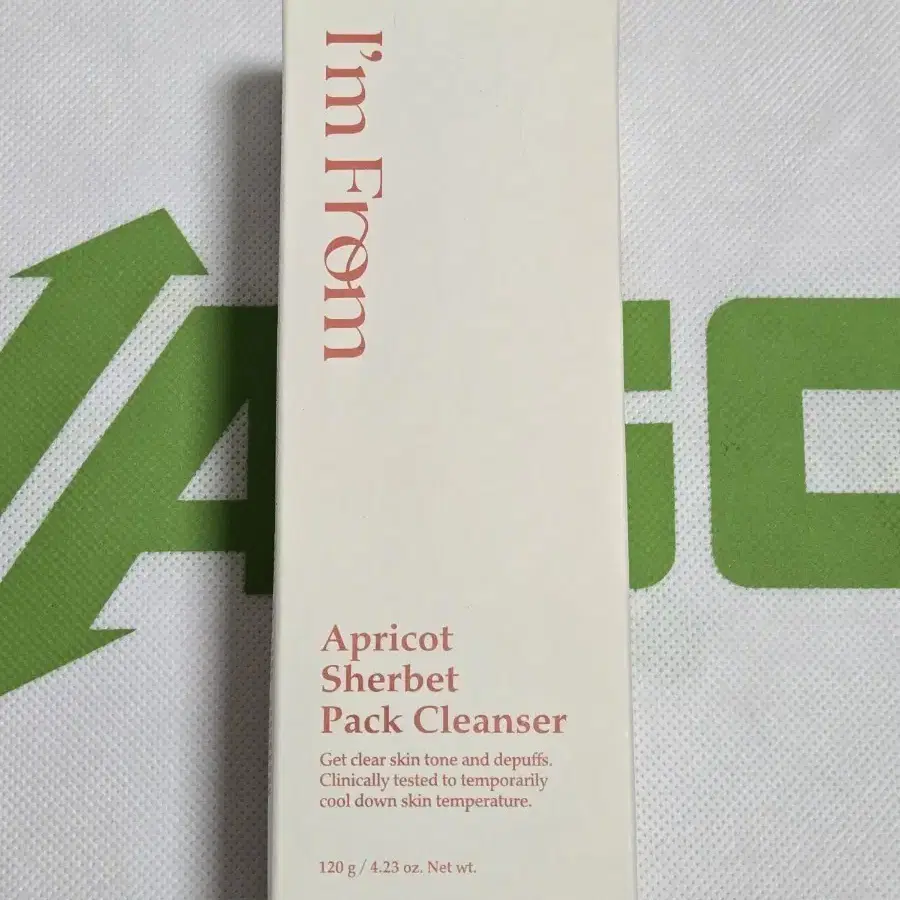 I'm From
Apricot
Sherbet
Pack Cleanser
Get clear skin tone and depuffs.
Clinically tested to temporarily
cool down skin temperature.
120 g / 4.23 oz. Net wt.